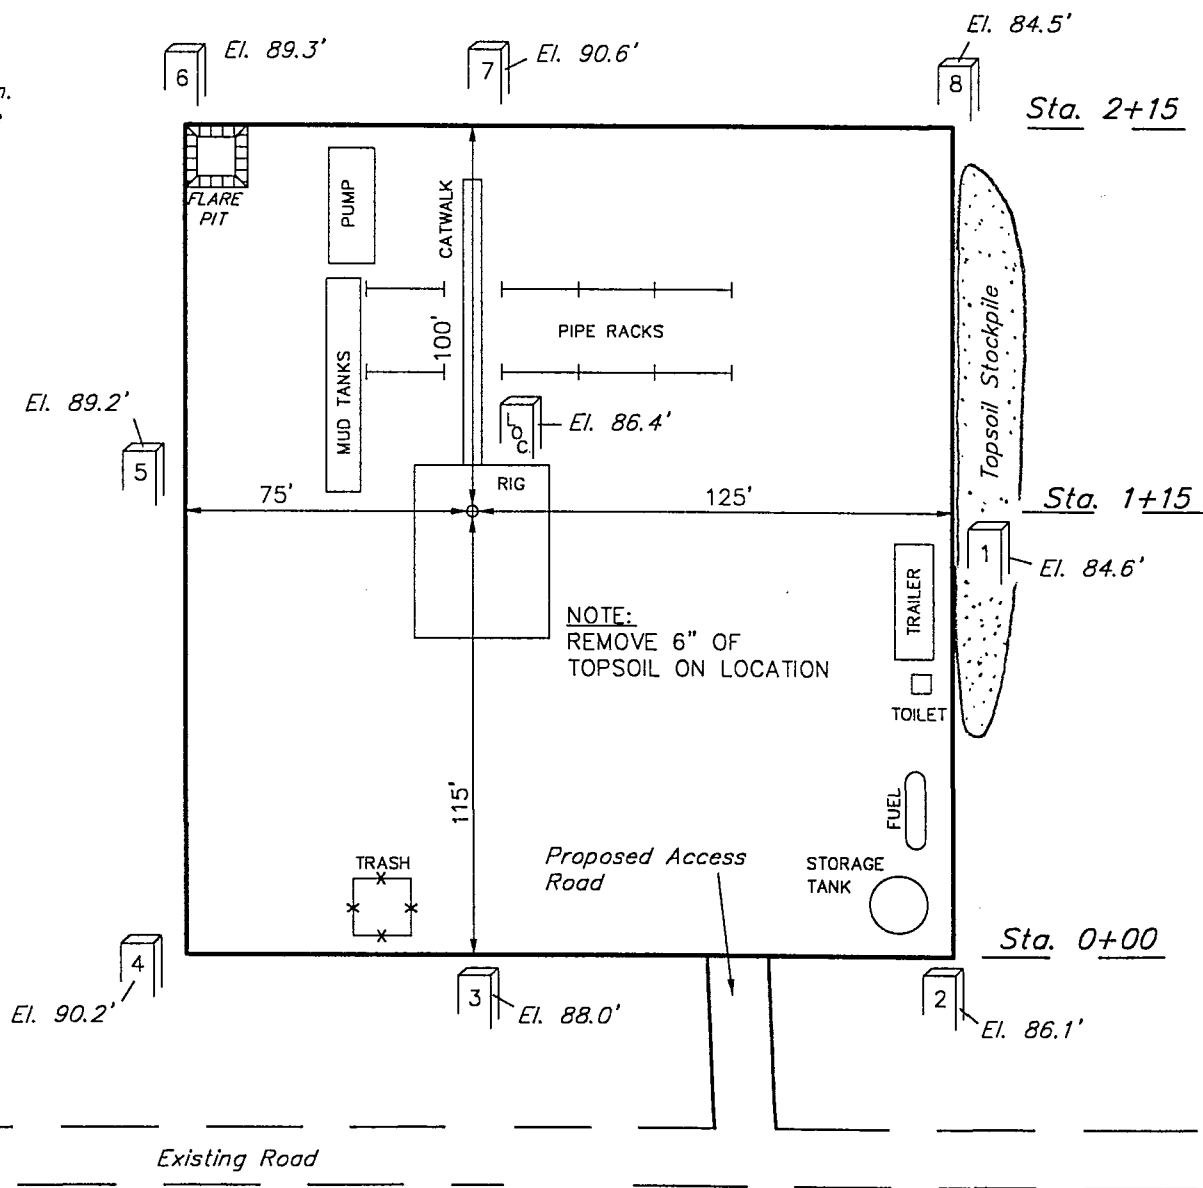 El. 84.5'
El. 89.3'
El. 90.6'
6
7
8
Sta. 2+15
FLARE
PIT
PUMP
CATWALK
100'
PIPE RACKS
MUD TANKS
Topsoil Stockpile
El. 89.2'
LOC.
El. 86.4'
5
RIG
75'
125'
Sta. 1+15
1
El. 84.6'
TRAILER
NOTE:
REMOVE 6" OF
TOPSOIL ON LOCATION
TOILET
115'
FUEL
TRASH
Proposed Access
Road
STORAGE
TANK
Sta. 0+00
4
3
2
El. 90.2'
El. 88.0'
El. 86.1'
Existing Road